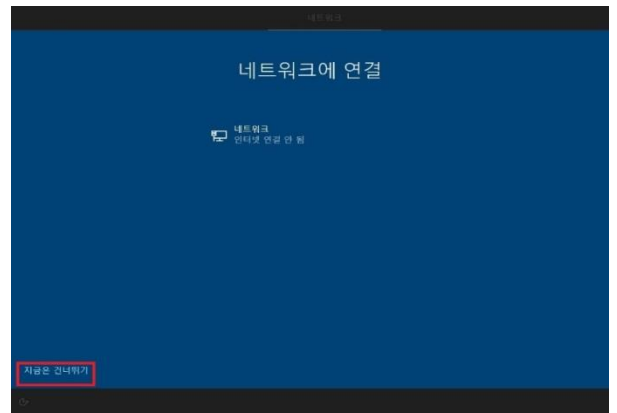 네트워크
네트워크에 연결
네트워크
인터넷 연결 안 됨
지금은 건너뛰기